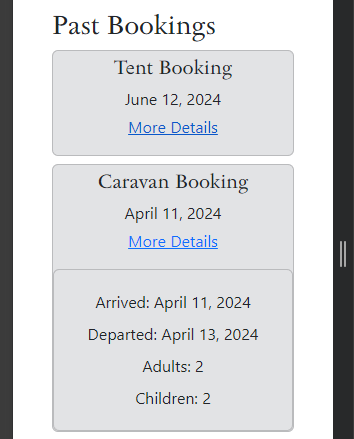 Past Bookings
Tent Booking
June 12, 2024
More Details
Caravan Booking
April 11, 2024
More Details
Arrived: April 11, 2024
Departed: April 13, 2024
Adults: 2
Children: 2